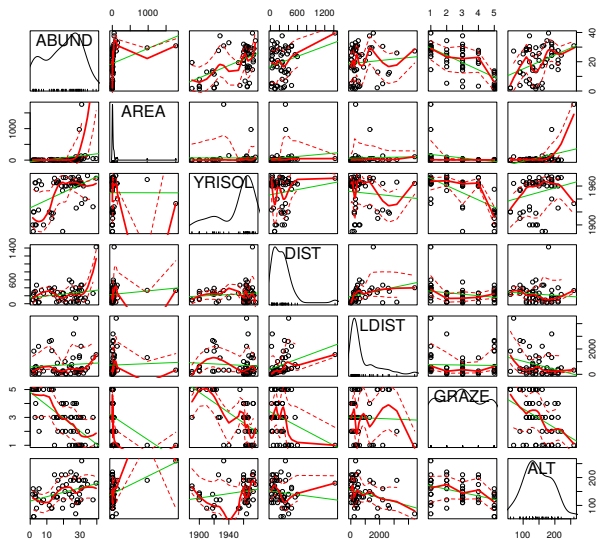 0 1000
0 600 1200
1 2 3 4 5
ABUND
0 10 20 30 40
AREA
0 1000
YRISOL
1900 1960
DIST
0 600 1400
LDIST
0 2000
GRAZE
1 3 5
ALT
100 200
0 10 30
1900 1940
0 2000
100 200